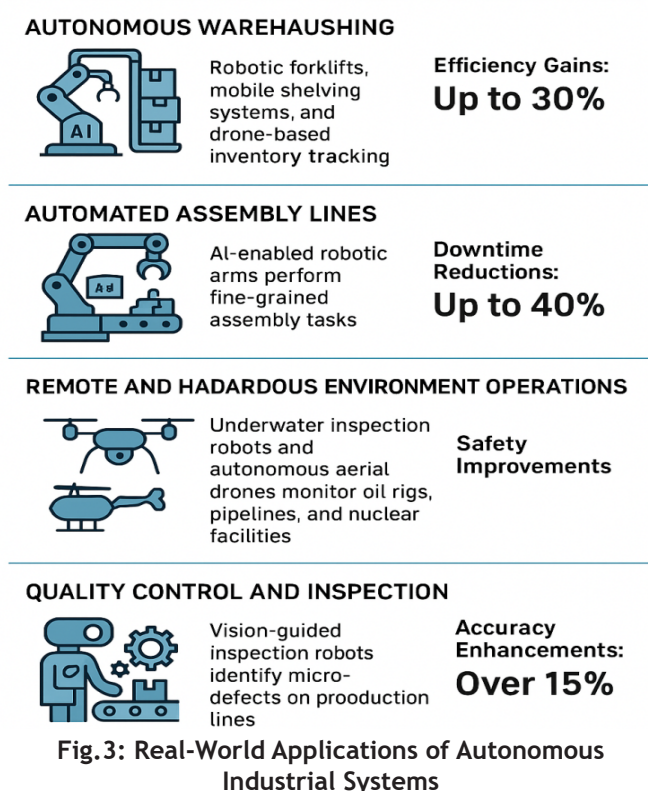 AUTONOMOUS WAREHAUSHING
AI
Robotic forklifts,
mobile shelving
systems, and
drone-based
inventory tracking
Efficiency Gains:
Up to 30%
AUTOMATED ASSEMBLY LINES
AI-enabled robotic
arms perform
fine-grained
assembly tasks
Downtime
Reductions:
Up to 40%
REMOTE AND HADARDOUS ENVIRONMENT OPERATIONS
Underwater inspection
robots and
autonomous aerial
drones monitor oil rigs,
pipelines, and nuclear
facilities
Safety
Improvements
QUALITY CONTROL AND INSPECTION
Vision-guided
inspection robots
identify micro-
defects on prooduction
lines
Accuracy
Enhancements:
Over 15%
Fig.3: Real-World Applications of Autonomous
Industrial Systems